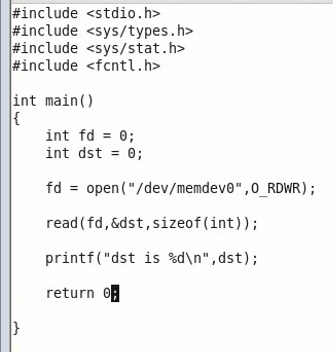 #include <stdio.h>
#include <sys/types.h>
#include <sys/stat.h>
#include <fcntl.h>
int main()
{
int fd = 0;
int dst = 0;
fd = open("/dev/memdev0",O_RDWR);
read(fd,&dst,sizeof(int));
printf("dst is %d\n",dst);
return 0;
}